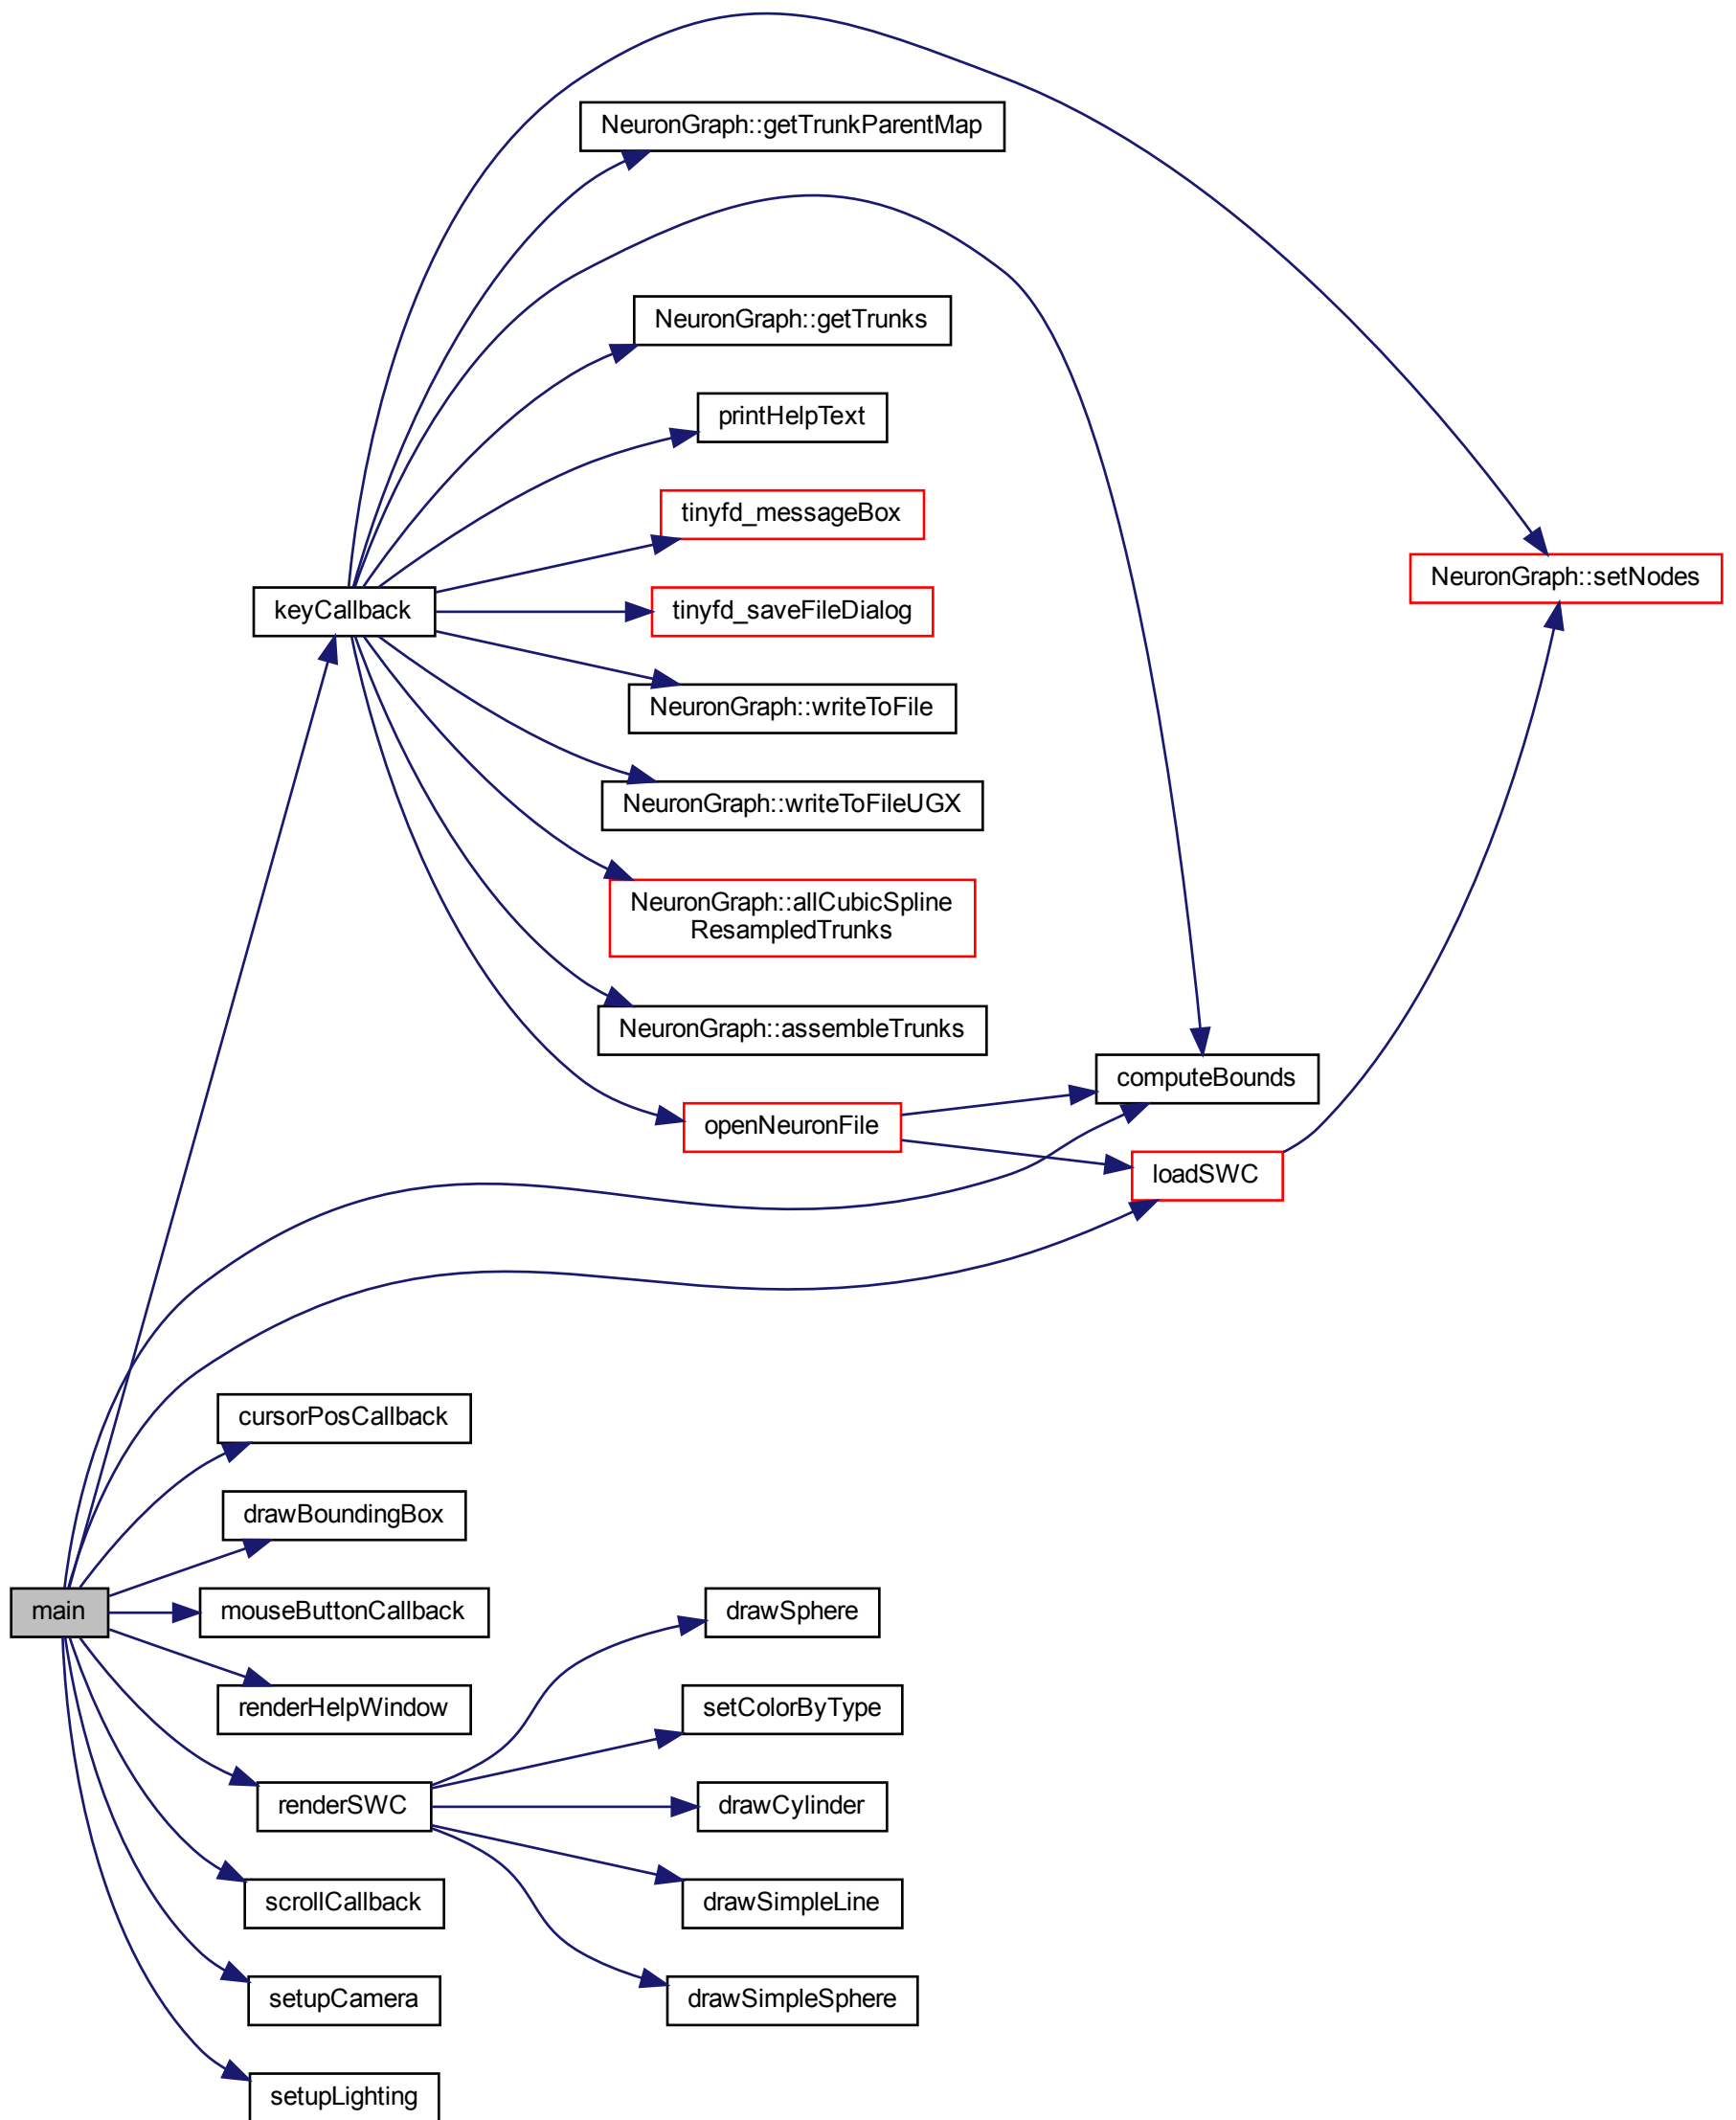 NeuronGraph::getTrunkParentMap
NeuronGraph::getTrunks
printHelpText
tinyfd_messageBox
NeuronGraph::setNodes
keyCallback
tinyfd_saveFileDialog
NeuronGraph::writeToFile
NeuronGraph::writeToFileUGX
NeuronGraph::allCubicSpline
ResampledTrunks
NeuronGraph::assembleTrunks
computeBounds
openNeuronFile
loadSWC
cursorPosCallback
drawBoundingBox
main
mouseButtonCallback
drawSphere
renderHelpWindow
setColorByType
renderSWC
drawCylinder
scrollCallback
drawSimpleLine
setupCamera
drawSimpleSphere
setupLighting